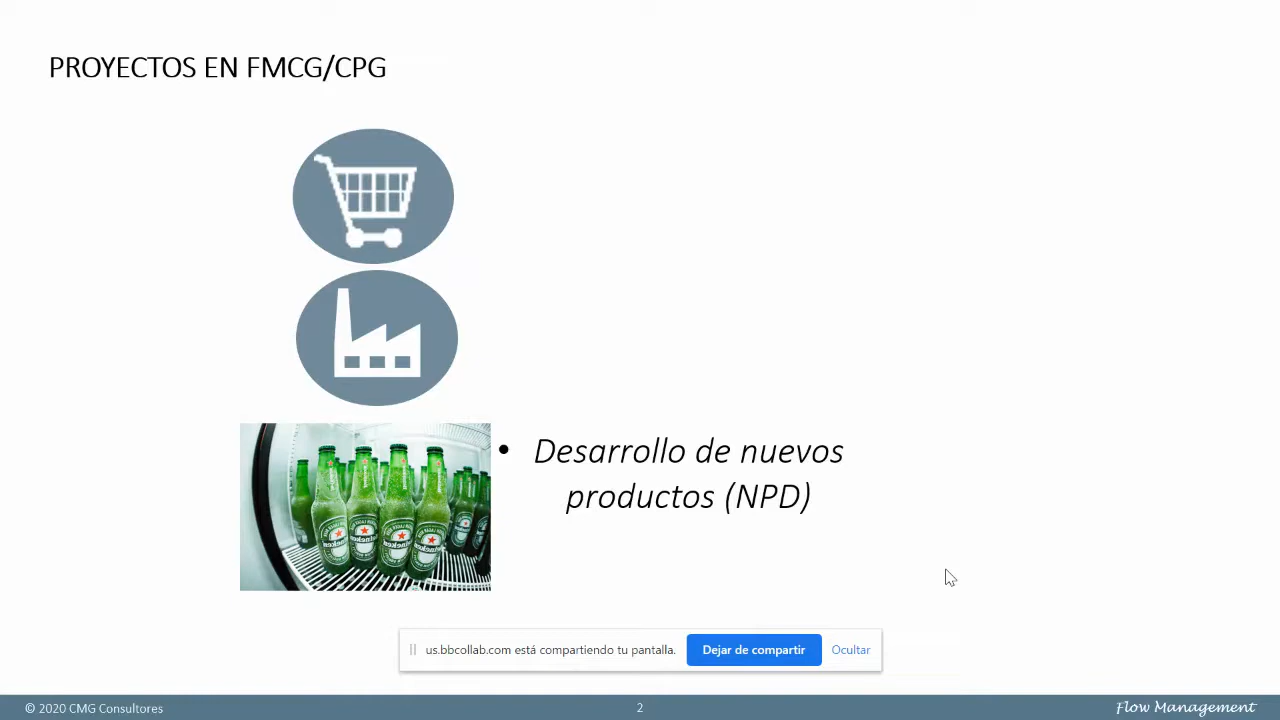 PROYECTOS EN FMCG/CPG
• Desarrollo de nuevos
productos (NPD)
us.bbcollab.com está compartiendo tu pantalla.
Dejar de compartir
Ocultar
© 2020 CMG Consultores
2
Flow Management